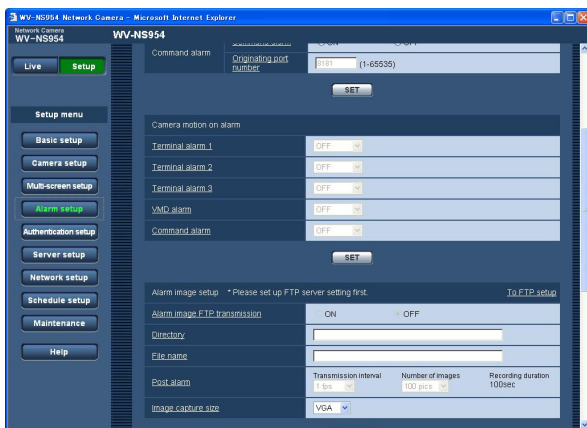 WV-NS954 Network Camera - Microsoft Internet Explorer
Network Camera
WV-NS954
WV-NS954
Live
Setup
Setup menu
Basic setup
Camera setup
Multi-screen setup
Alarm setup
Authentication setup
Server setup
Network setup
Schedule setup
Maintenance
Help
Command alarm
Command alarm ON OFF
Originating port number 8181 (1-65535)
SET
Camera motion on alarm
Terminal alarm 1 OFF
Terminal alarm 2 OFF
Terminal alarm 3 OFF
VMD alarm OFF
Command alarm OFF
SET
Alarm image setup * Please set up FTP server setting first. To FTP setup
Alarm image FTP transmission ON OFF
Directory
File name
Post alarm
Transmission interval Number of images Recording duration
1 fps 100 pics 100sec
Image capture size VGA